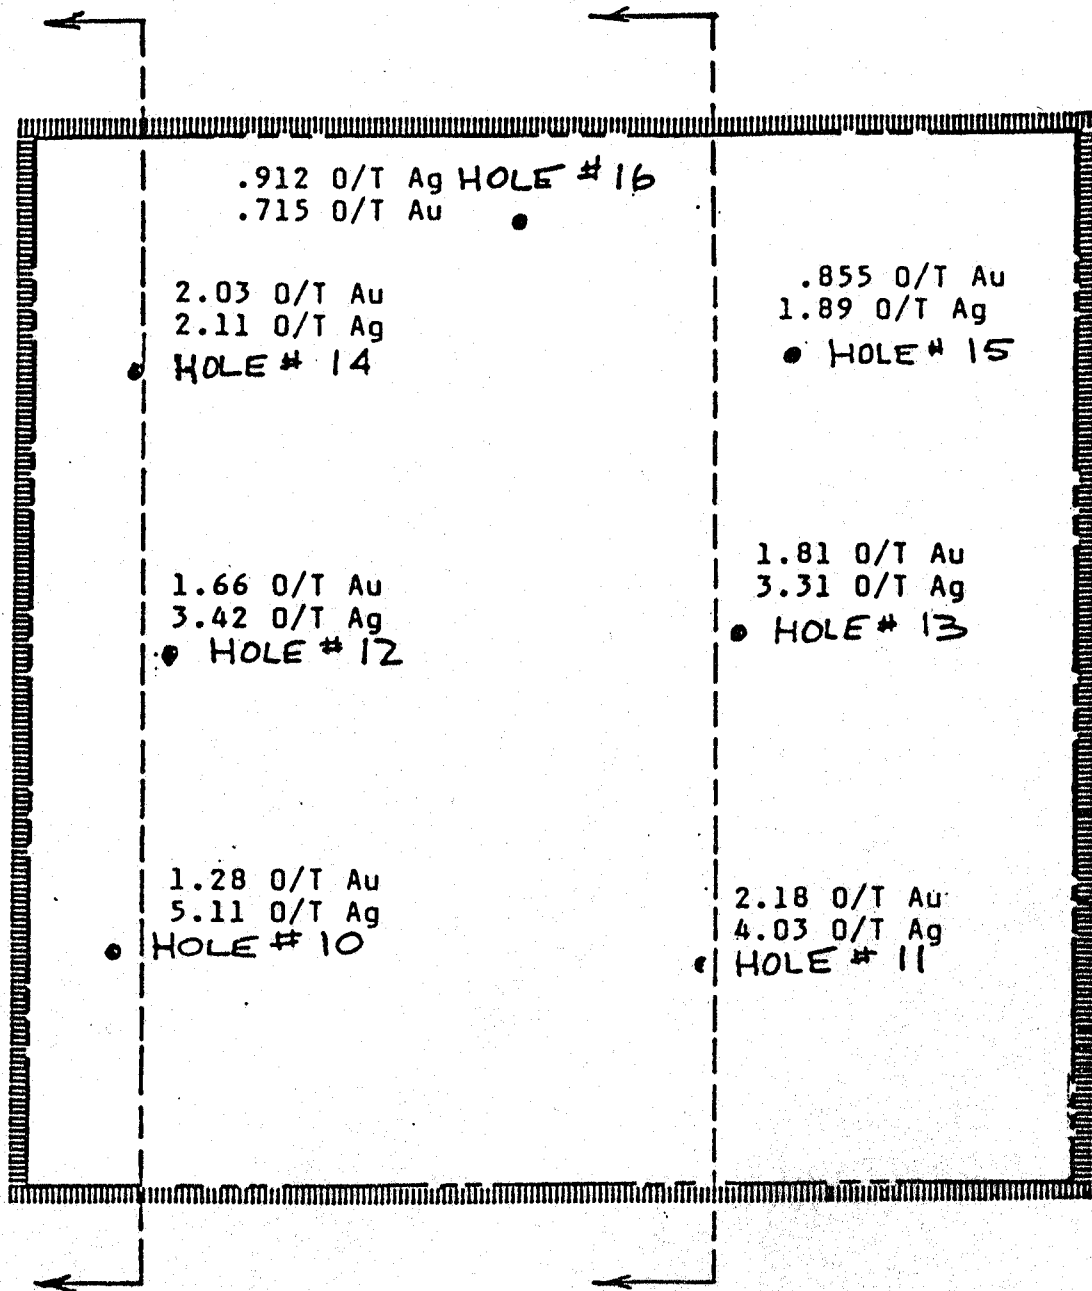 .912 O/T Ag HOLE # 16
.715 O/T Au
2.03 O/T Au
2.11 O/T Ag
HOLE # 14
.855 O/T Au
1.89 O/T Ag
HOLE # 15
1.66 O/T Au
3.42 O/T Ag
HOLE # 12
1.81 O/T Au
3.31 O/T Ag
HOLE # 13
1.28 O/T Au
5.11 O/T Ag
HOLE # 10
2.18 O/T Au
4.03 O/T Ag
HOLE # 11